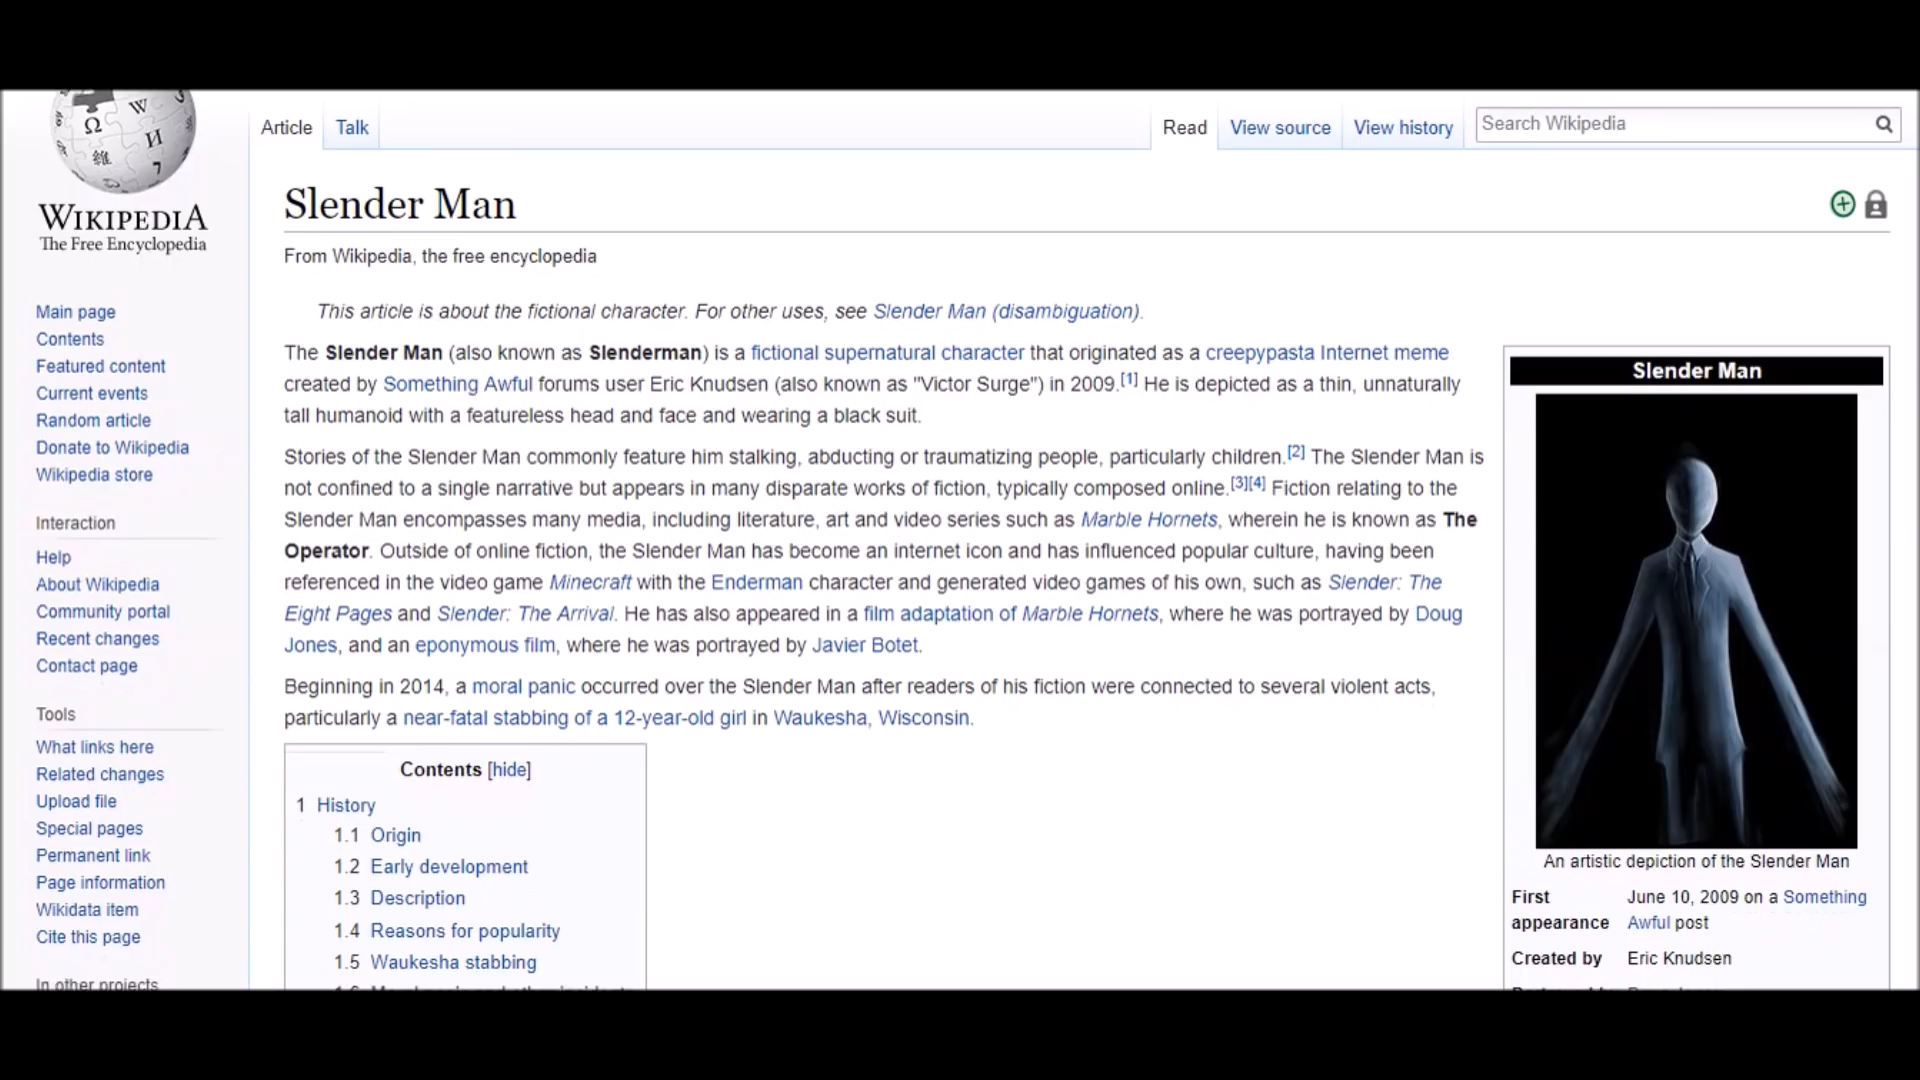 Article
Talk
Read
View source
View history
Search Wikipedia
WIKIPEDIA
The Free Encyclopedia
Main page
Contents
Featured content
Current events
Random article
Donate to Wikipedia
Wikipedia store
Interaction
Help
About Wikipedia
Community portal
Recent changes
Contact page
Tools
What links here
Related changes
Upload file
Special pages
Permanent link
Page information
Wikidata item
Cite this page
In other projects
Slender Man
From Wikipedia, the free encyclopedia
This article is about the fictional character. For other uses, see Slender Man (disambiguation).
The Slender Man (also known as Slenderman) is a fictional supernatural character that originated as a creepypasta Internet meme
created by Something Awful forums user Eric Knudsen (also known as "Victor Surge") in 2009.[1] He is depicted as a thin, unnaturally
tall humanoid with a featureless head and face and wearing a black suit.
Stories of the Slender Man commonly feature him stalking, abducting or traumatizing people, particularly children.[2] The Slender Man is
not confined to a single narrative but appears in many disparate works of fiction, typically composed online.[3][4] Fiction relating to the
Slender Man encompasses many media, including literature, art and video series such as Marble Hornets, wherein he is known as The
Operator. Outside of online fiction, the Slender Man has become an internet icon and has influenced popular culture, having been
referenced in the video game Minecraft with the Enderman character and generated video games of his own, such as Slender: The
Eight Pages and Slender: The Arrival. He has also appeared in a film adaptation of Marble Hornets, where he was portrayed by Doug
Jones, and an eponymous film, where he was portrayed by Javier Botet.
Beginning in 2014, a moral panic occurred over the Slender Man after readers of his fiction were connected to several violent acts,
particularly a near-fatal stabbing of a 12-year-old girl in Waukesha, Wisconsin.
Contents [hide]
1 History
1.1 Origin
1.2 Early development
1.3 Description
1.4 Reasons for popularity
1.5 Waukesha stabbing
Slender Man
An artistic depiction of the Slender Man
First appearance June 10, 2009 on a Something
Awful post
Created by Eric Knudsen